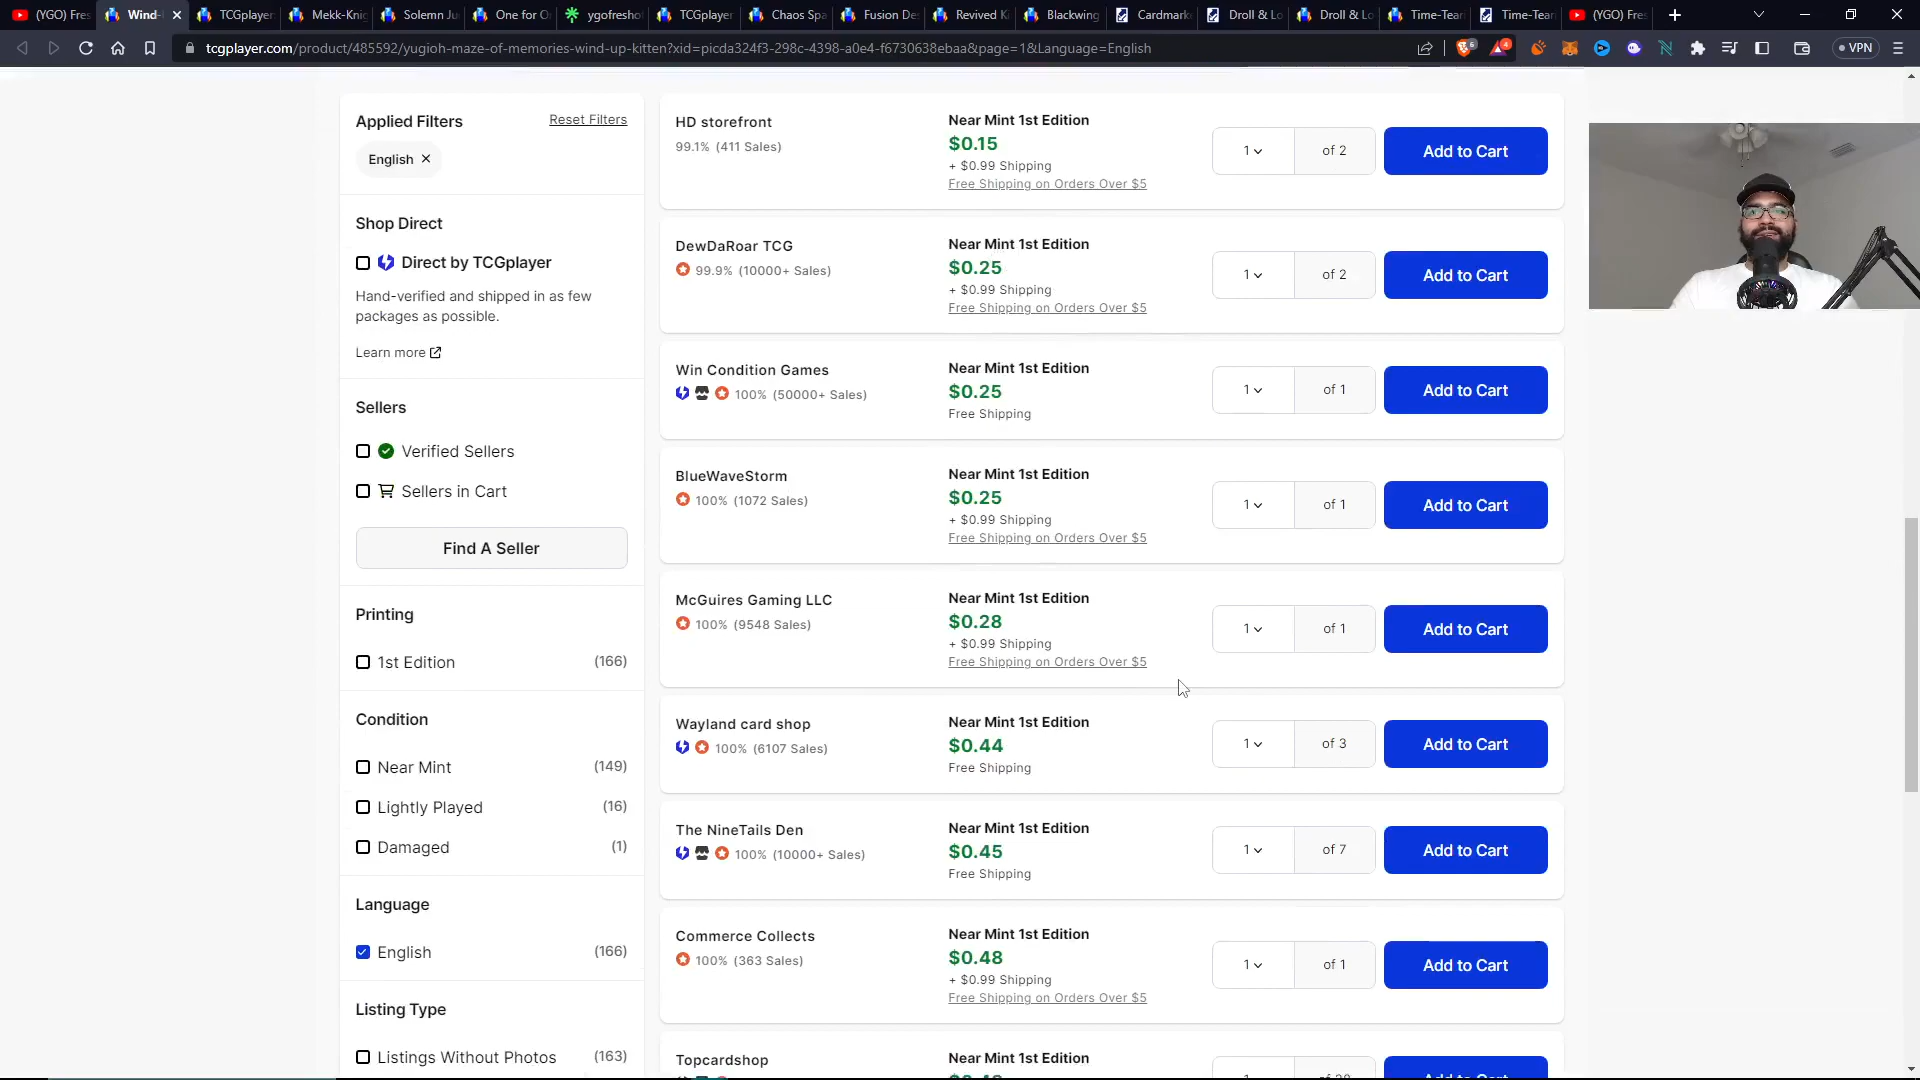 (YGO) Fres
Wind-
TCGplayer
Mekk-Knig
Solemn Ju
One for O
ygofresho
TCGplayer
Chaos Spa
Fusion De
Revived Ki
Blackwing
Cardmark
Droll & Lo
Droll & Lo
Time-Tear
Time-Tear
(YGO) Fres
tcgplayer.com/product/485592/yugioh-maze-of-memories-wind-up-kitten?xid=picda324f3-298c-4398-a0e4-f6730638ebaa&page=1&Language=English
VPN
Applied Filters
Reset Filters
English
Shop Direct
Direct by TCGplayer
Hand-verified and shipped in as few
packages as possible.
Learn more
Sellers
Verified Sellers
Sellers in Cart
Find A Seller
Printing
1st Edition (166)
Condition
Near Mint (149)
Lightly Played (16)
Damaged (1)
Language
English (166)
Listing Type
Listings Without Photos (163)
HD storefront
99.1% (411 Sales)
Near Mint 1st Edition
$0.15
+ $0.99 Shipping
Free Shipping on Orders Over $5
1 of 2
Add to Cart
DewDaRoar TCG
99.9% (10000+ Sales)
Near Mint 1st Edition
$0.25
+ $0.99 Shipping
Free Shipping on Orders Over $5
1 of 2
Add to Cart
Win Condition Games
100% (50000+ Sales)
Near Mint 1st Edition
$0.25
Free Shipping
1 of 1
Add to Cart
BlueWaveStorm
100% (1072 Sales)
Near Mint 1st Edition
$0.25
+ $0.99 Shipping
Free Shipping on Orders Over $5
1 of 1
Add to Cart
McGuires Gaming LLC
100% (9548 Sales)
Near Mint 1st Edition
$0.28
+ $0.99 Shipping
Free Shipping on Orders Over $5
1 of 1
Add to Cart
Wayland card shop
100% (6107 Sales)
Near Mint 1st Edition
$0.44
Free Shipping
1 of 3
Add to Cart
The NineTails Den
100% (10000+ Sales)
Near Mint 1st Edition
$0.45
Free Shipping
1 of 7
Add to Cart
Commerce Collects
100% (363 Sales)
Near Mint 1st Edition
$0.48
+ $0.99 Shipping
Free Shipping on Orders Over $5
1 of 1
Add to Cart
Topcardshop
Near Mint 1st Edition